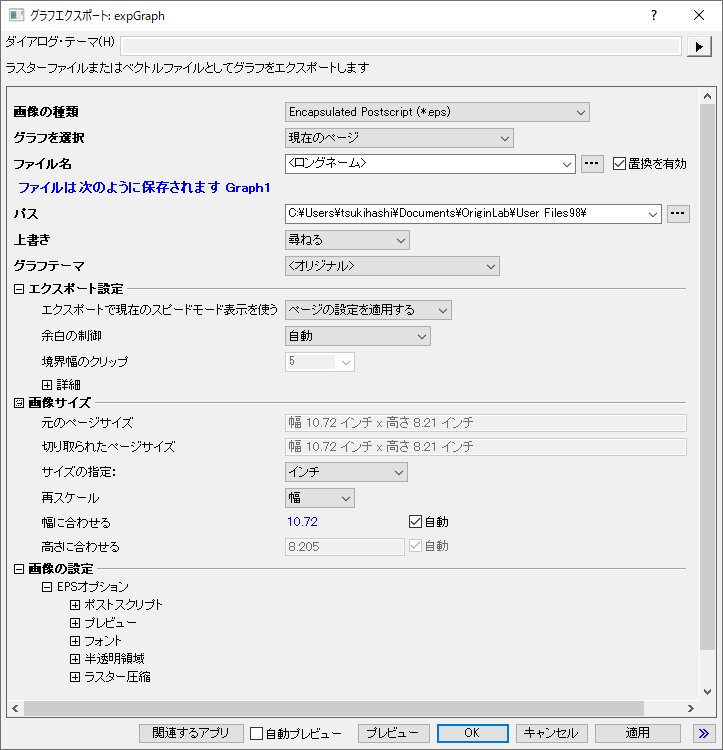 グラフエクスポート: expGraph
ダイアログ・テーマ(H)
ラスターファイルまたはベクトルファイルとしてグラフをエクスポートします
画像の種類 Encapsulated Postscript (*.eps)
グラフを選択 現在のページ
ファイル名 <ロングネーム> ... 置換を有効
ファイルは次のように保存されます Graph1
パス C:¥Users¥tsukihashi¥Documents¥OriginLab¥User Files98¥ ...
上書き 尋ねる
グラフテーマ <オリジナル>
エクスポート設定
エクスポートで現在のスピードモード表示を使う ページの設定を適用する
余白の制御 自動
境界幅のクリップ 5
詳細
画像サイズ
元のページサイズ 幅 10.72 インチ x 高さ 8.21 インチ
切り取られたページサイズ 幅 10.72 インチ x 高さ 8.21 インチ
サイズの指定: インチ
再スケール 幅
幅に合わせる 10.72 自動
高さに合わせる 8.205 自動
画像の設定
EPSオプション
ポストスクリプト
プレビュー
フォント
半透明領域
ラスター圧縮
関連するアプリ 自動プレビュー プレビュー OK キャンセル 適用